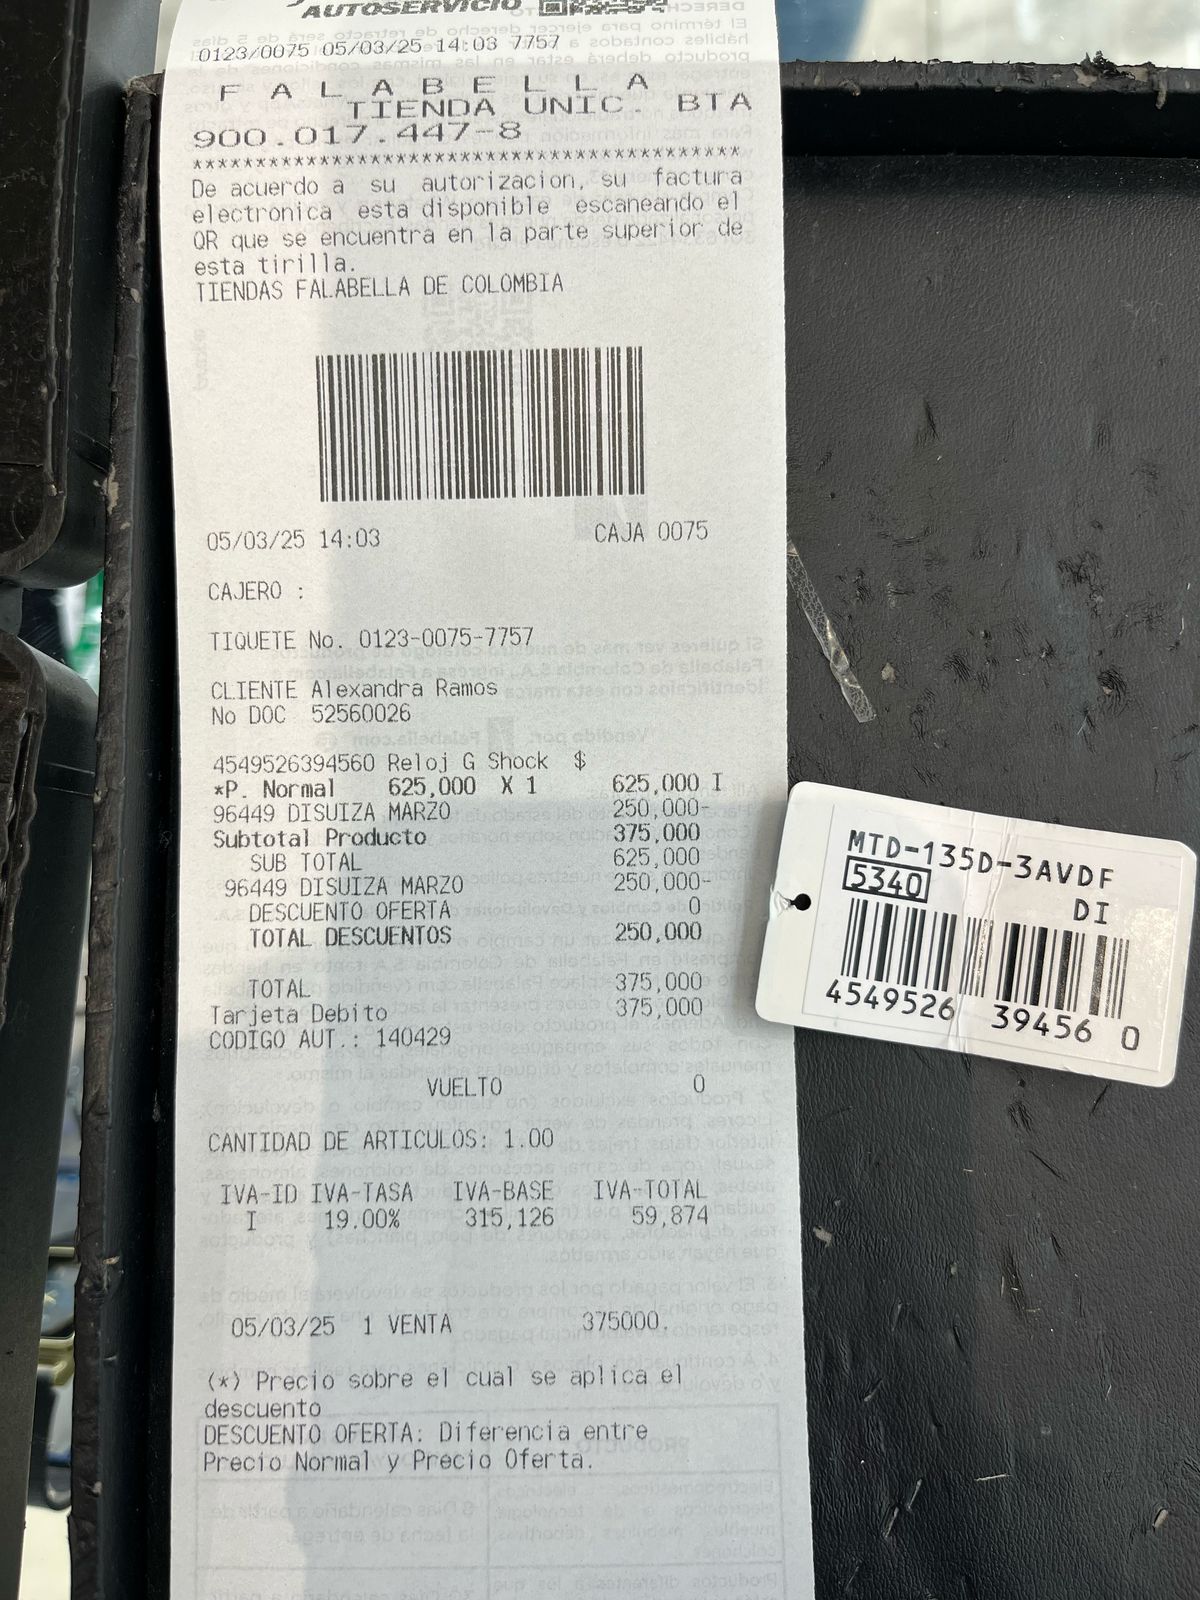 AUTOSERVICIO
0123/0075 05/03/25 14:03 7757
F A L A B E L L A
TIENDA UNIC. BTA
900.017.447-8
******************************************
De acuerdo a su autorizacion, su factura
electronica esta disponible escaneando el
QR que se encuentra en la parte superior de
esta tirilla.
TIENDAS FALABELLA DE COLOMBIA
05/03/25 14:03 CAJA 0075
CAJERO :
TIQUETE No. 0123-0075-7757
CLIENTE Alexandra Ramos
No DOC 52560026
4549526394560 Reloj G Shock $
*P. Normal 625,000 X 1 625,000 I
96449 DISUIZA MARZO 250,000-
Subtotal Producto 375,000
SUB TOTAL 625,000
96449 DISUIZA MARZO 250,000-
DESCUENTO OFERTA 0
TOTAL DESCUENTOS 250,000
TOTAL 375,000
Tarjeta Debito 375,000
CODIGO AUT.: 140429
VUELTO 0
CANTIDAD DE ARTICULOS: 1.00
IVA-ID IVA-TASA IVA-BASE IVA-TOTAL
I 19.00% 315,126 59,874
05/03/25 1 VENTA 375000.
(*) Precio sobre el cual se aplica el
descuento
DESCUENTO OFERTA: Diferencia entre
Precio Normal y Precio Oferta.
MTD-135D-3AVDF
5340
DI
4549526 39456 0